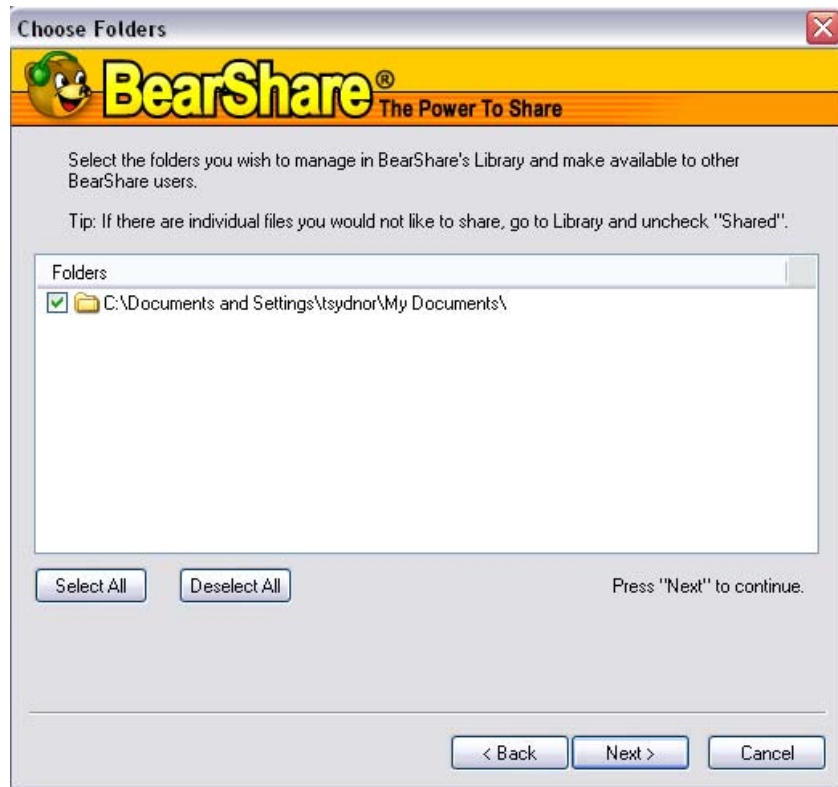 Choose Folders
BearShare®
The Power To Share
Select the folders you wish to manage in BearShare's Library and make available to other
BearShare users.
Tip: If there are individual files you would not like to share, go to Library and uncheck "Shared".
Folders
C:\Documents and Settings\tsydnor\My Documents\
Select All
Deselect All
Press "Next" to continue.
< Back
Next >
Cancel